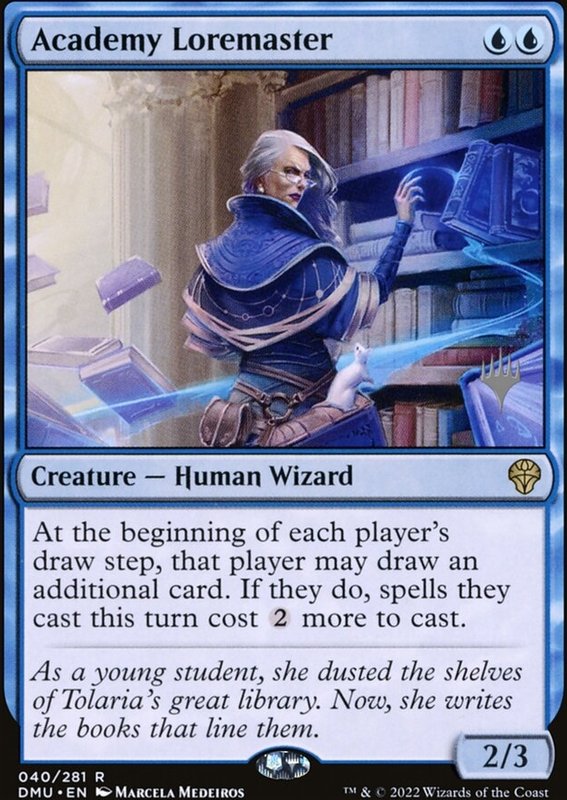 Academy Loremaster
Creature — Human Wizard
At the beginning of each player's
draw step, that player may draw an
additional card. If they do, spells they
cast this turn cost 2 more to cast.
As a young student, she dusted the shelves
of Tolaria's great library. Now, she writes
the books that line them.
2/3
040/281 R
DMU • EN Marcela Medeiros
™ & © 2022 Wizards of the Coast